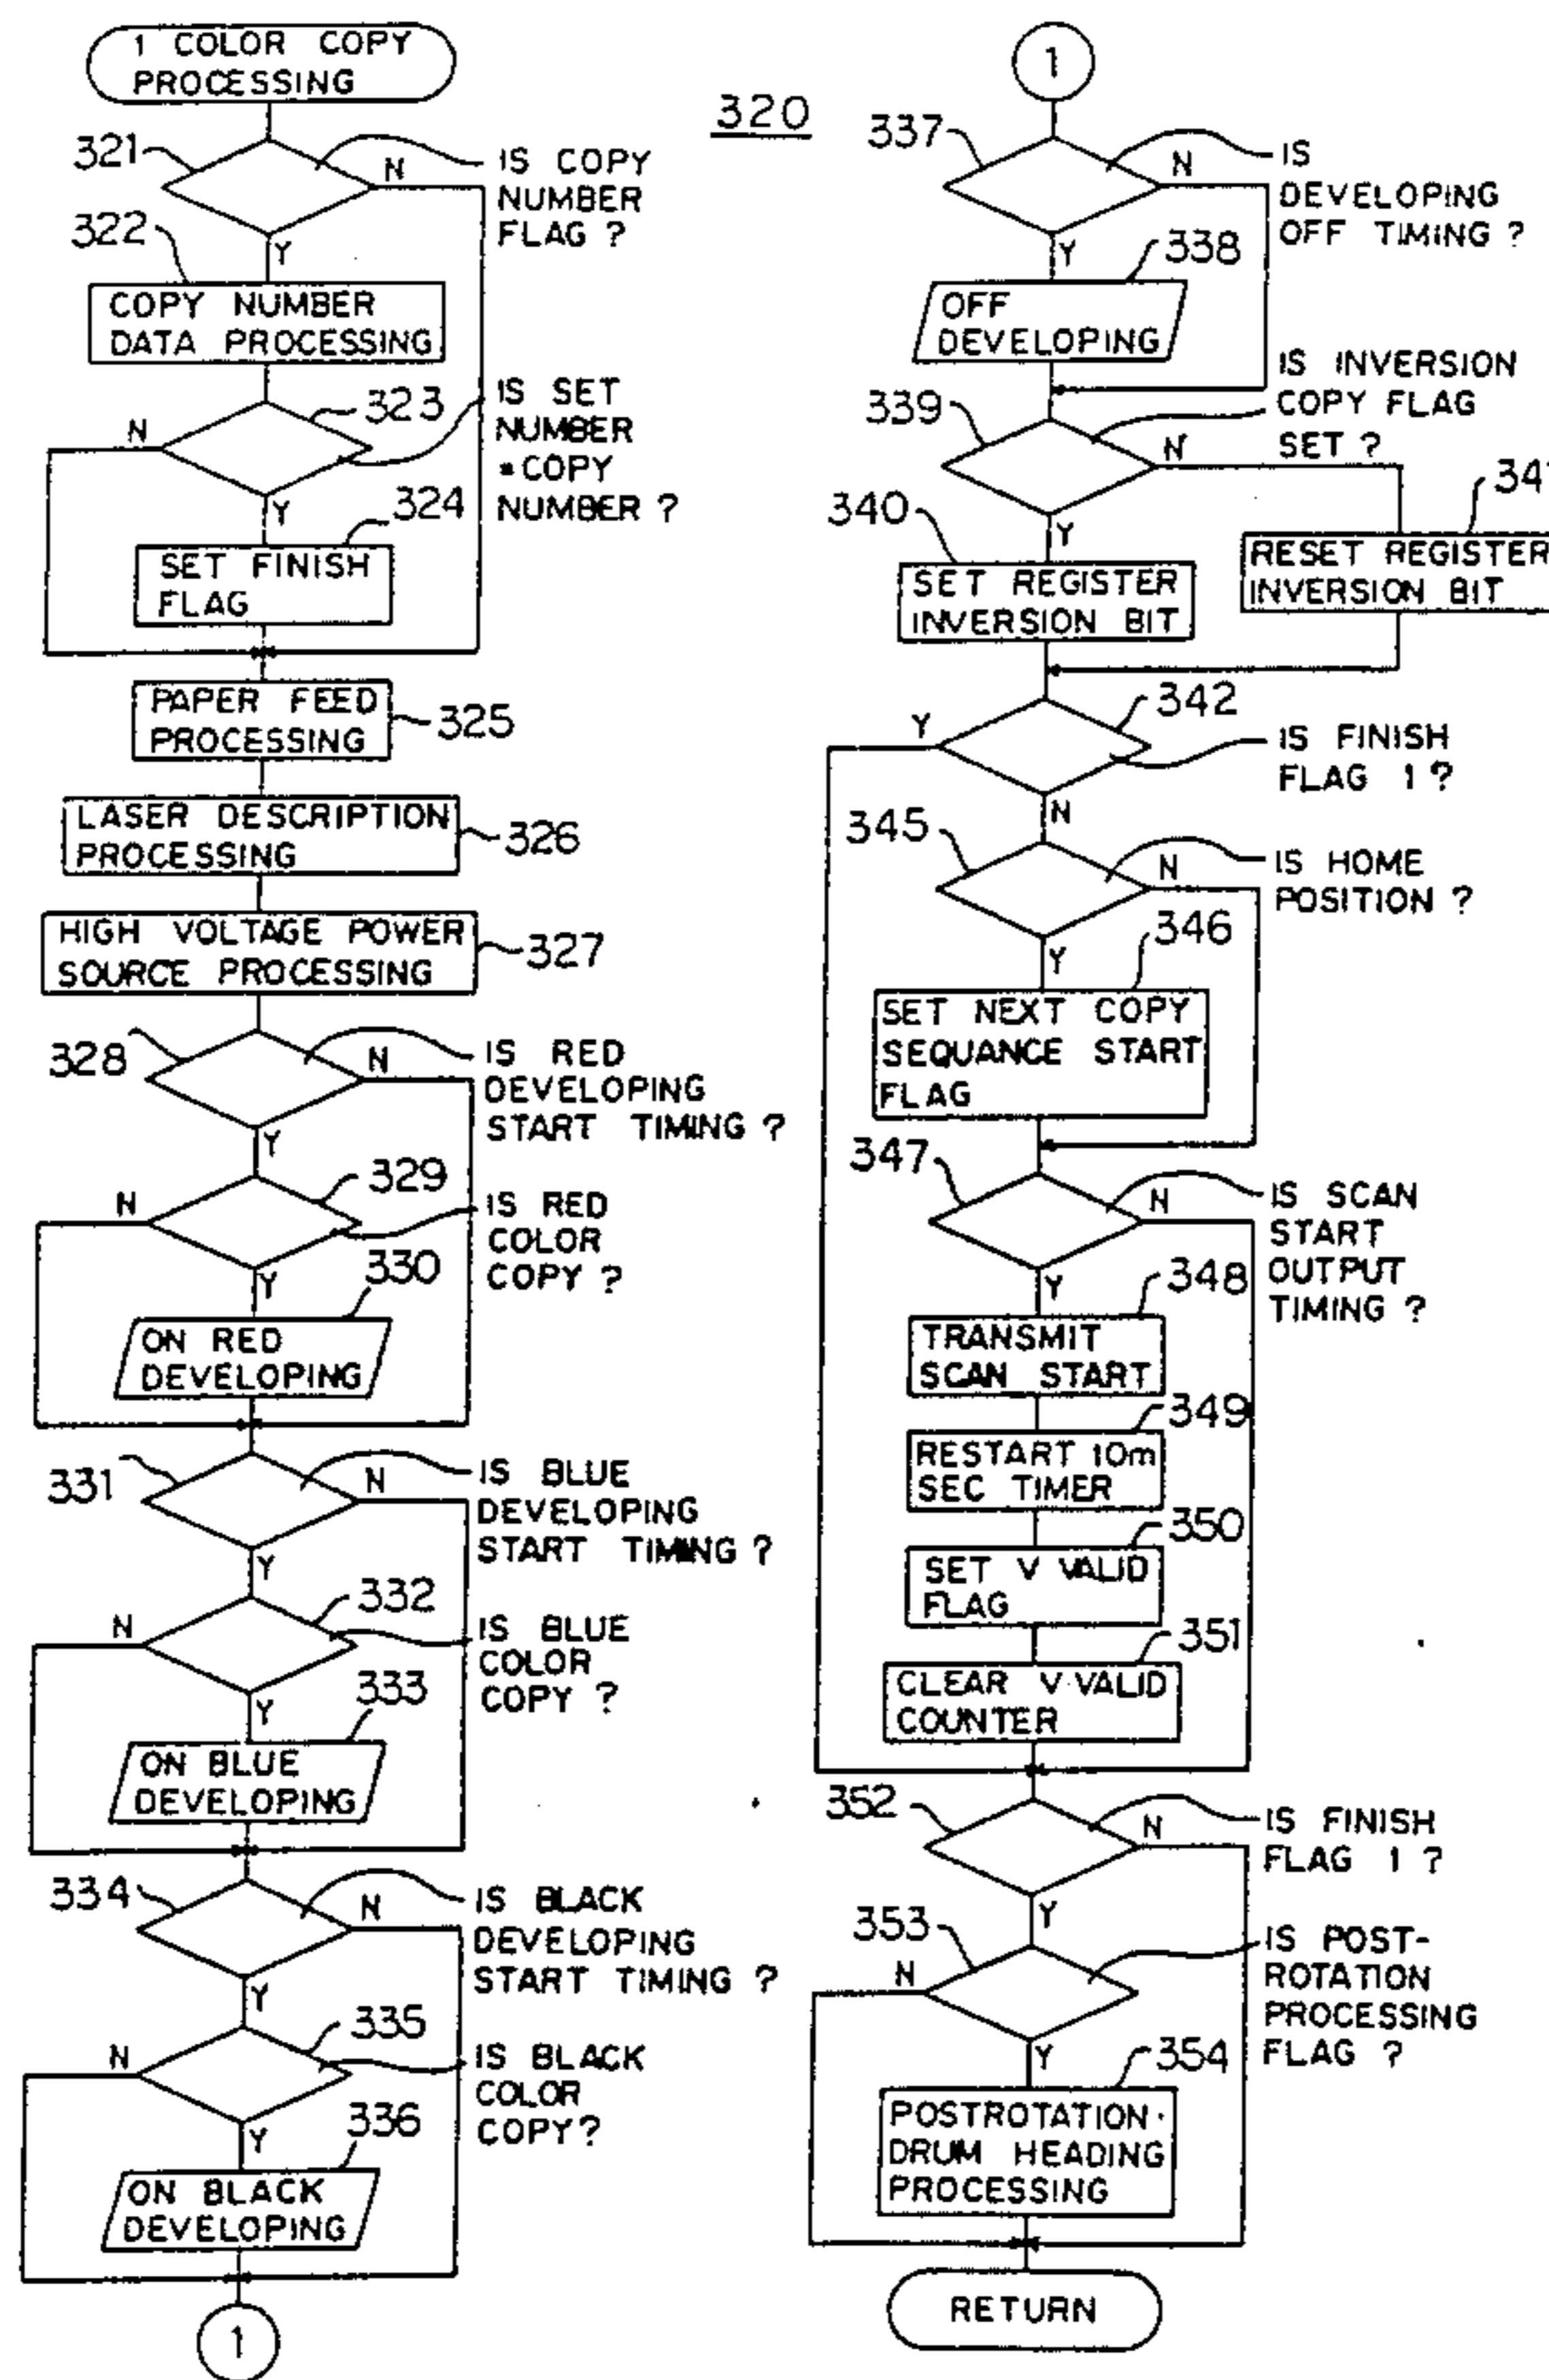 1 COLOR COPY
PROCESSING
320
321
IS COPY
NUMBER
FLAG ?
N
Y
322
COPY NUMBER
DATA PROCESSING
323
IS SET
NUMBER
=COPY
NUMBER ?
N
Y
324
SET FINISH
FLAG
PAPER FEED
PROCESSING
325
LASER DESCRIPTION
PROCESSING
326
HIGH VOLTAGE POWER
SOURCE PROCESSING
327
328
IS RED
DEVELOPING
START TIMING ?
N
Y
329
IS RED
COLOR
COPY ?
N
Y
330
ON RED
DEVELOPING
331
IS BLUE
DEVELOPING
START TIMING ?
N
Y
332
IS BLUE
COLOR
COPY ?
N
Y
333
ON BLUE
DEVELOPING
334
IS BLACK
DEVELOPING
START TIMING ?
N
Y
335
IS BLACK
COLOR
COPY?
N
Y
336
ON BLACK
DEVELOPING
1
1
337
IS
DEVELOPING
OFF TIMING ?
N
Y
338
OFF
DEVELOPING
339
IS INVERSION
COPY FLAG
SET ?
N
Y
340
SET REGISTER
INVERSION BIT
341
RESET REGISTER
INVERSION BIT
342
IS FINISH
FLAG 1 ?
Y
N
345
IS HOME
POSITION ?
N
Y
346
SET NEXT COPY
SEQUANCE START
FLAG
347
IS SCAN
START
OUTPUT
TIMING ?
N
Y
348
TRANSMIT
SCAN START
349
RESTART 10m
SEC TIMER
350
SET V VALID
FLAG
351
CLEAR V VALID
COUNTER
352
IS FINISH
FLAG 1 ?
N
Y
353
IS POST-
ROTATION
PROCESSING
FLAG ?
N
Y
354
POSTROTATION·
DRUM HEADING
PROCESSING
RETURN